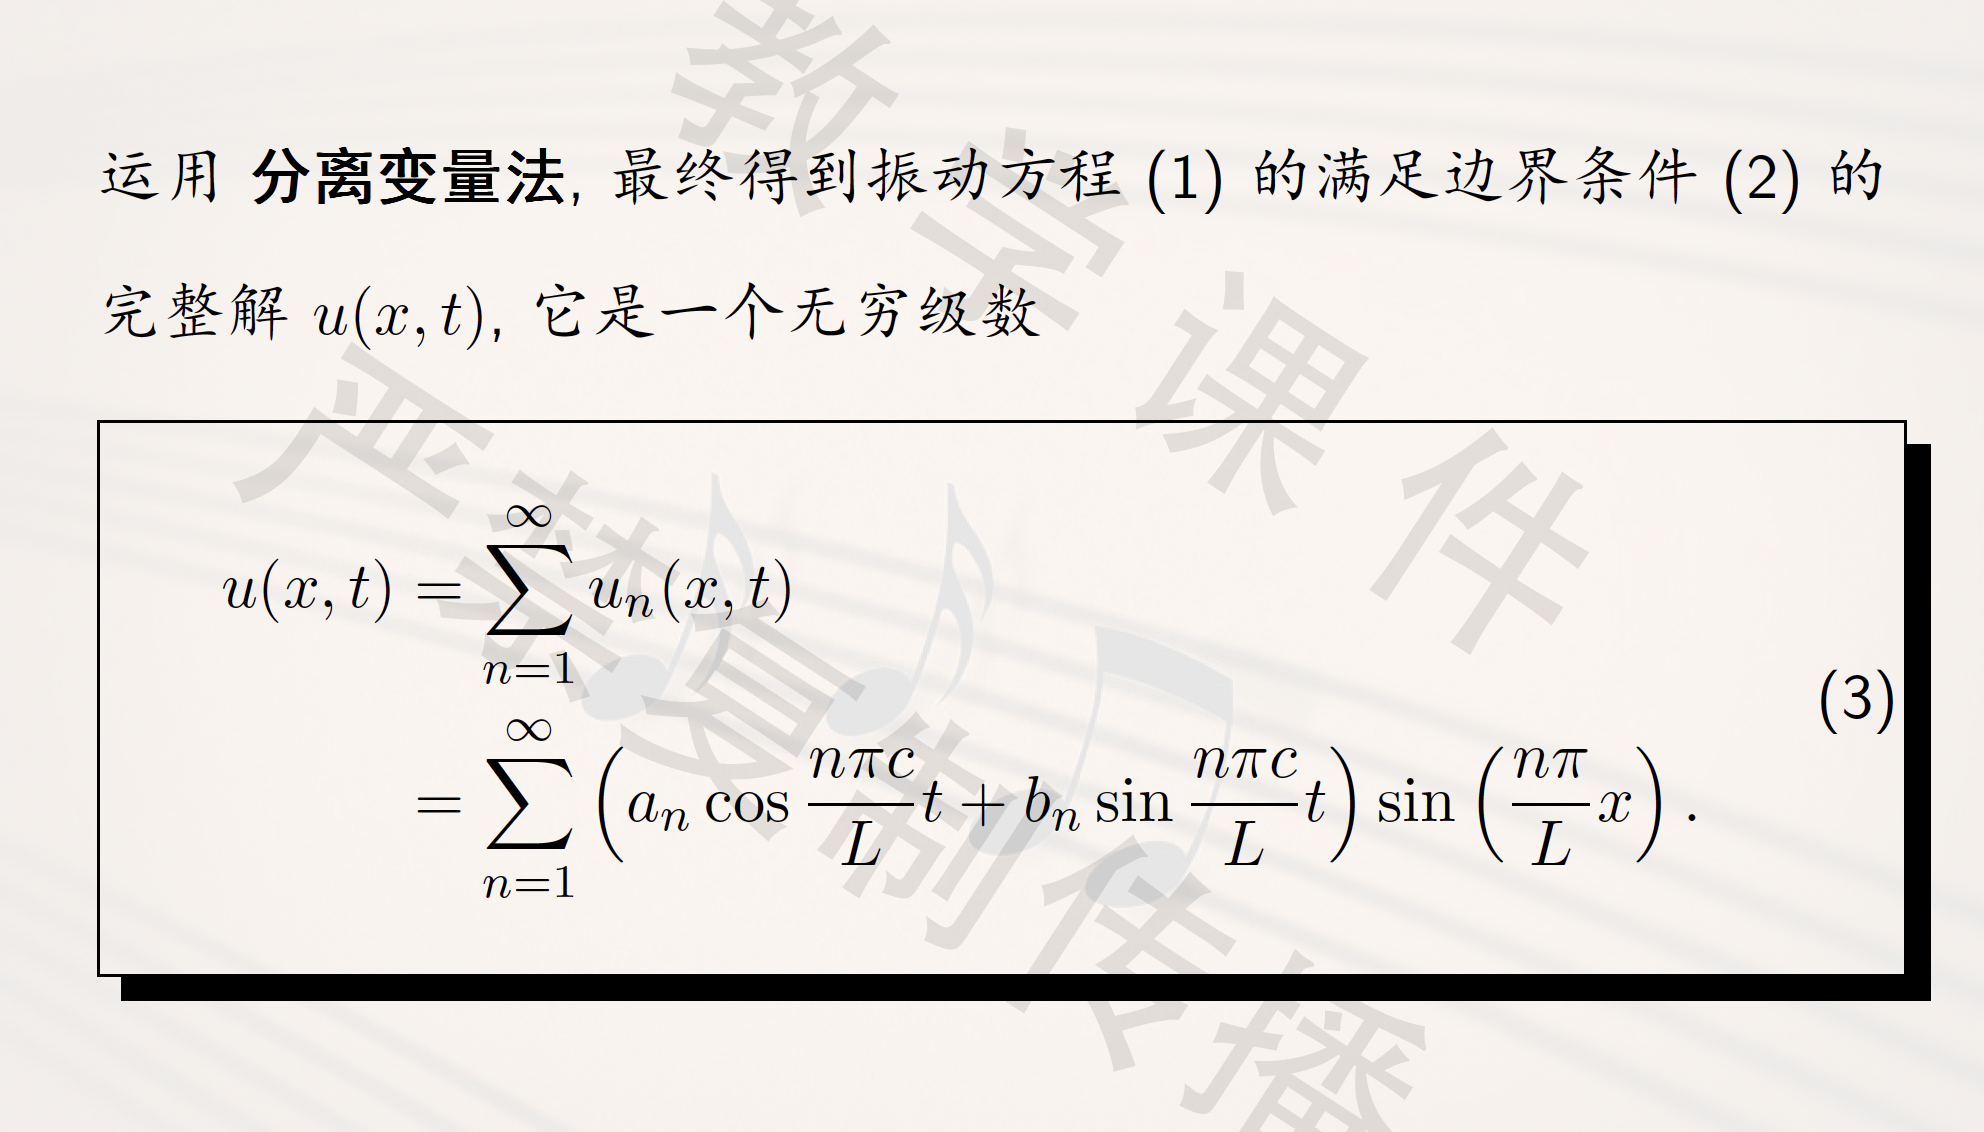 运用 分离变量法, 最终得到振动方程 (1) 的满足边界条件 (2) 的
完整解 u(x, t), 它是一个无穷级数
u(x, t) = \sum_{n=1}^{\infty} u_n(x, t)
= \sum_{n=1}^{\infty} \left( a_n \cos \frac{n\pi c}{L} t + b_n \sin \frac{n\pi c}{L} t \right) \sin \left( \frac{n\pi}{L} x \right) .
(3)
教学课件
严禁复制传播